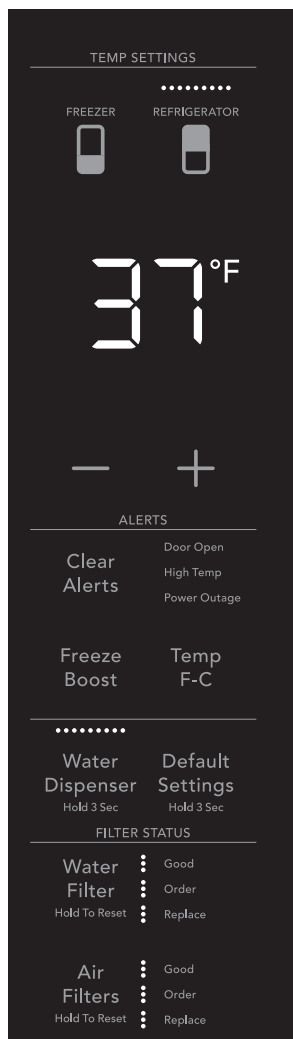 TEMP SETTINGS
FREEZER REFRIGERATOR
37°F
ALERTS
Clear
Alerts
Door Open
High Temp
Power Outage
Freeze
Boost
Temp
F-C
Water
Dispenser
Hold 3 Sec
Default
Settings
Hold 3 Sec
FILTER STATUS
Water
Filter
Hold To Reset
Good
Order
Replace
Air
Filters
Hold To Reset
Good
Order
Replace